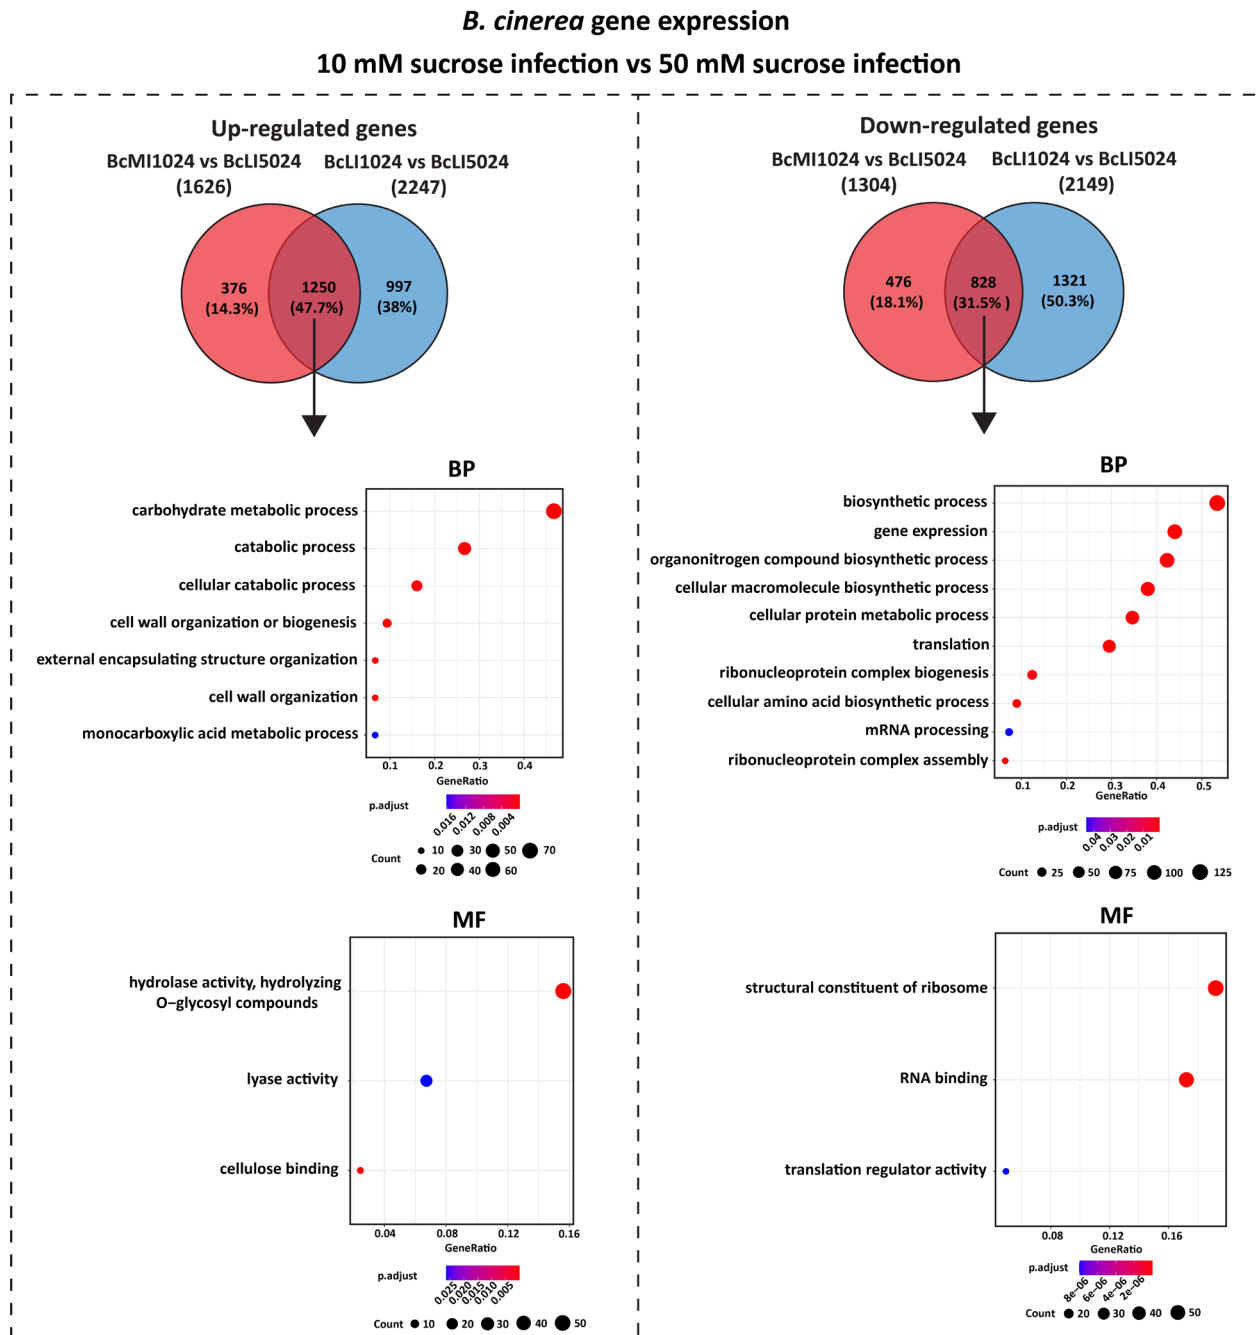 B. cinerea gene expression
10 mM sucrose infection vs 50 mM sucrose infection
Up-regulated genes
BcMI1024 vs BcLI5024
(1626)
BcLI1024 vs BcLI5024
(2247)
376
(14.3%)
1250
(47.7%)
997
(38%)
BP
carbohydrate metabolic process
catabolic process
cellular catabolic process
cell wall organization or biogenesis
external encapsulating structure organization
cell wall organization
monocarboxylic acid metabolic process
0.1 0.2 0.3 0.4
GeneRatio
p.adjust
0.016 0.012 0.008 0.004
Count
10 30 50 70
20 40 60
MF
hydrolase activity, hydrolyzing
O−glycosyl compounds
lyase activity
cellulose binding
0.04 0.08 0.12 0.16
GeneRatio
p.adjust
0.025 0.020 0.015 0.010 0.005
Count 10 20 30 40 50
Down-regulated genes
BcMI1024 vs BcLI5024
(1304)
BcLI1024 vs BcLI5024
(2149)
476
(18.1%)
828
(31.5% )
1321
(50.3%)
BP
biosynthetic process
gene expression
organonitrogen compound biosynthetic process
cellular macromolecule biosynthetic process
cellular protein metabolic process
translation
ribonucleoprotein complex biogenesis
cellular amino acid biosynthetic process
mRNA processing
ribonucleoprotein complex assembly
0.1 0.2 0.3 0.4 0.5
GeneRatio
p.adjust
0.04 0.03 0.02 0.01
Count 25 50 75 100 125
MF
structural constituent of ribosome
RNA binding
translation regulator activity
0.08 0.12 0.16
GeneRatio
p.adjust
8e−06 6e−06 4e−06 2e−06
Count 20 30 40 50